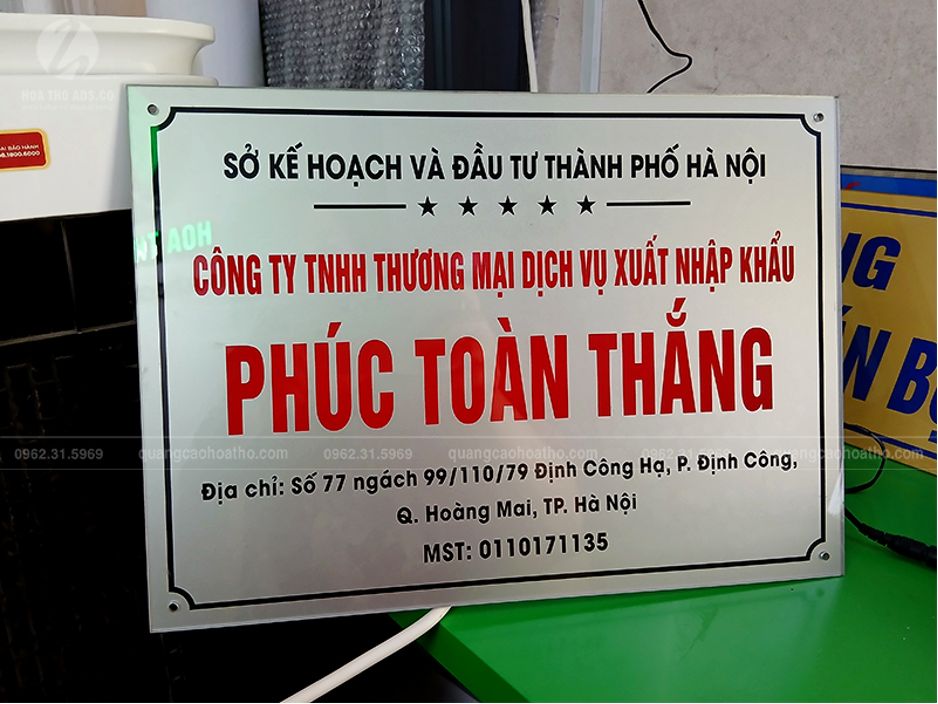 HOA THO ADS.CO
SỞ KẾ HOẠCH VÀ ĐẦU TƯ THÀNH PHỐ HÀ NỘI
CÔNG TY TNHH THƯƠNG MẠI DỊCH VỤ XUẤT NHẬP KHẨU
PHÚC TOÀN THẮNG
0962.31.5969 quangcaohoatho.com 0962.31.5969 quangcaohoatho.com 0962.31.5969
Địa chỉ: Số 77 ngách 99/110/79 Định Công Hạ, P. Định Công,
Q. Hoàng Mai, TP. Hà Nội
MST: 0110171135